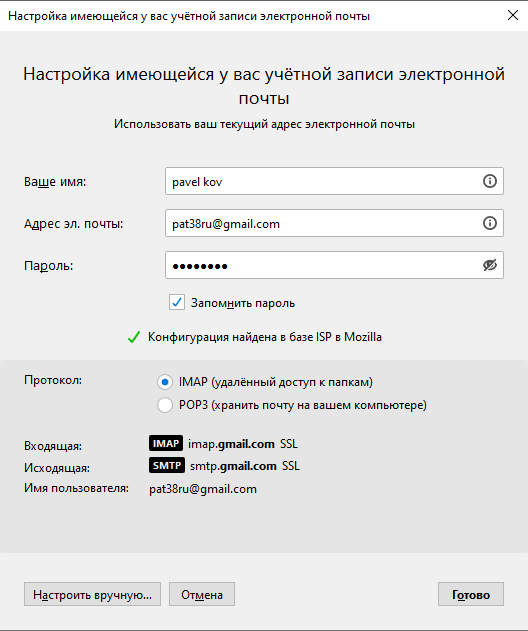 Настройка имеющейся у вас учётной записи электронной почты
Настройка имеющейся у вас учётной записи электронной
почты
Использовать ваш текущий адрес электронной почты
Ваше имя: pavel kov
Адрес эл. почты: pat38ru@gmail.com
Пароль: ●●●●●●●●
Запомнить пароль
Конфигурация найдена в базе ISP в Mozilla
Протокол: IMAP (удалённый доступ к папкам)
POP3 (хранить почту на вашем компьютере)
Входящая: IMAP imap.gmail.com SSL
Исходящая: SMTP smtp.gmail.com SSL
Имя пользователя: pat38ru@gmail.com
Настроить вручную... Отмена Готово